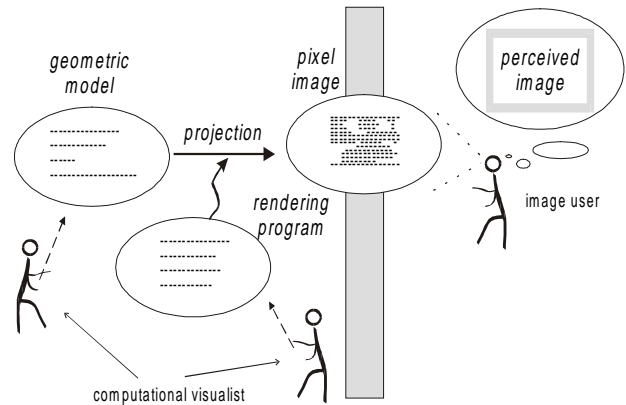 geometric
model
projection
pixel
image
perceived
image
rendering
program
image user
computational visualist